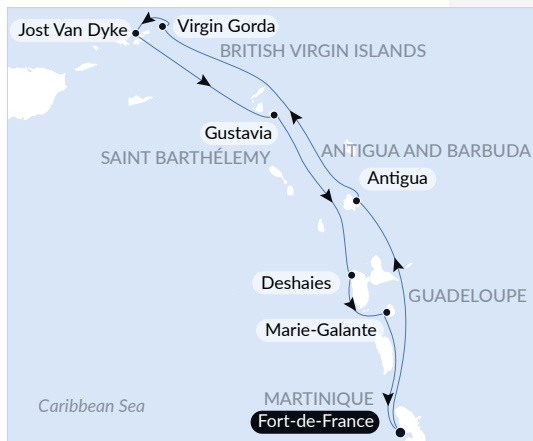 Jost Van Dyke
Virgin Gorda
BRITISH VIRGIN ISLANDS
Gustavia
SAINT BARTHÉLEMY
ANTIGUA AND BARBUDA
Antigua
Deshaies
GUADELOUPE
Marie-Galante
MARTINIQUE
Caribbean Sea
Fort-de-France